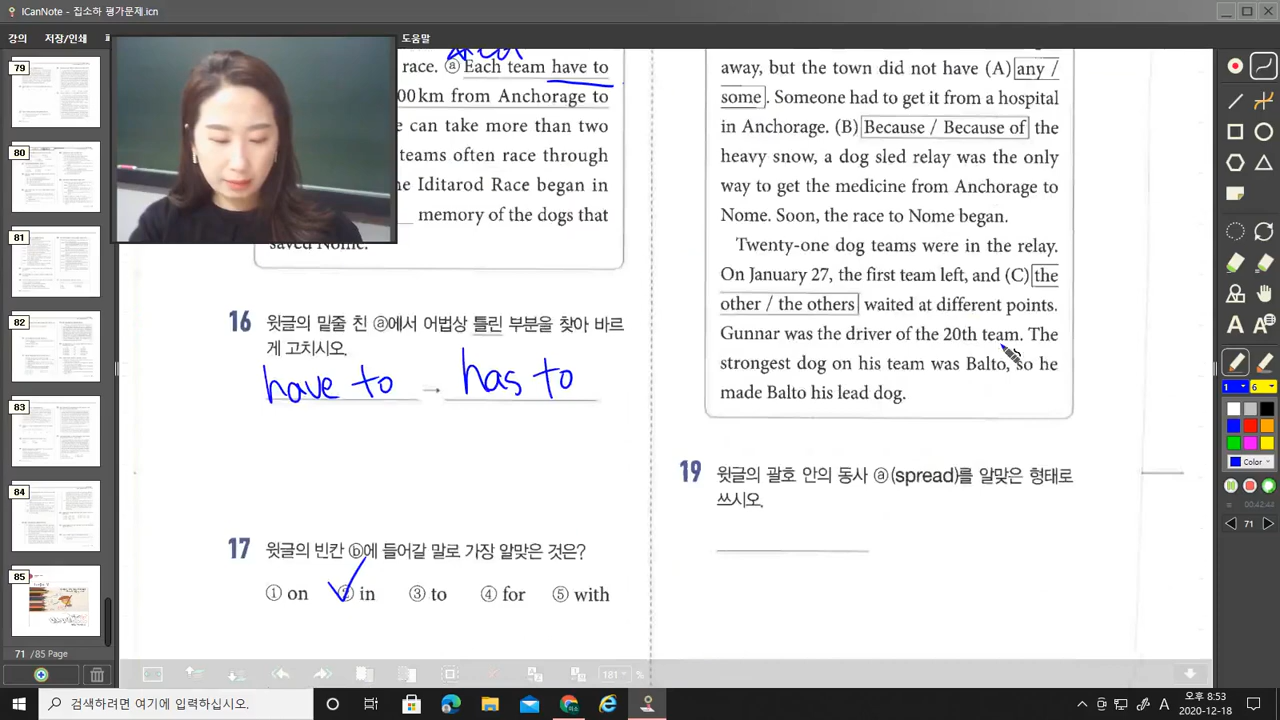 ICanNote - [집소하 평가문제.icn]
강의 저장/인쇄
도움말
79
80
81
82
83
84
85
71 /85 Page
race. ⓐEach team have to
from Anchorage to
e can take more than two
ans one race through
Iditarod Race began in
memory of the dogs that
saved Nome.
16 윗글의 밑줄 친 ⓐ에서 어법상 틀린 부분을 찾아 바르
게 고치시오.
have to → has to
17 윗글의 빈칸 ⓑ에 들어갈 말로 가장 알맞은 것은?
① on ② in ③ to ④ for ⑤ with
away, but the town did not have (A) any /
some . Someone had to get it from a hospital
in Anchorage. (B) Because / Because of the
heavy snow, a dog sled relay was the only
way to get the medicine from Anchorage to
Nome. Soon, the race to Nome began.
Twenty-one dog teams were in the relay.
On January 27, the first team left, and (C) the
other / the others waited at different points.
Gunnar was the driver of the 20th team. The
strongest dog on his team was Balto, so he
made Balto his lead dog.
19 윗글의 괄호 안의 동사 ⓐ(spread)를 알맞은 형태로
쓰시오.
1 6
Color
00:42:44
71
181 %
검색하려면 여기에 입력하십시오.
A 오후 8:53
2020-12-18